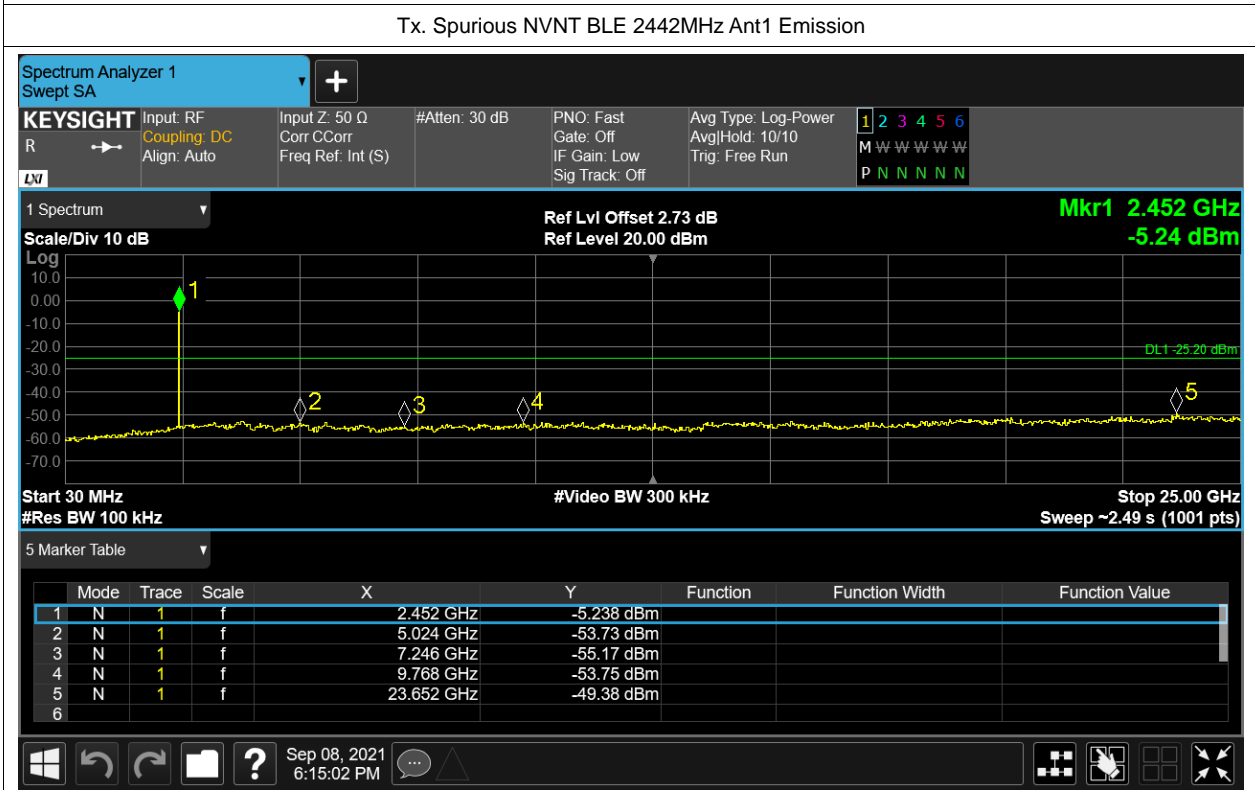 Tx. Spurious NVNT BLE 2442MHz Ant1 Emission
Spectrum Analyzer 1
Swept SA
KEYSIGHT
R
LXI
Input: RF
Coupling: DC
Align: Auto
Input Z: 50 Ω
Corr CCorr
Freq Ref: Int (S)
#Atten: 30 dB
PNO: Fast
Gate: Off
IF Gain: Low
Sig Track: Off
Avg Type: Log-Power
Avg|Hold: 10/10
Trig: Free Run
1 2 3 4 5 6
M W W W W W
P N N N N N
1 Spectrum
Scale/Div 10 dB
Ref Lvl Offset 2.73 dB
Ref Level 20.00 dBm
Mkr1 2.452 GHz
-5.24 dBm
Log
10.0
0.00
-10.0
-20.0
-30.0
-40.0
-50.0
-60.0
-70.0
1
2
3
4
5
DL1 -25.20 dBm
Start 30 MHz
#Res BW 100 kHz
#Video BW 300 kHz
Stop 25.00 GHz
Sweep ~2.49 s (1001 pts)
5 Marker Table
Mode Trace Scale X Y Function Function Width Function Value
1 N 1 f 2.452 GHz -5.238 dBm
2 N 1 f 5.024 GHz -53.73 dBm
3 N 1 f 7.246 GHz -55.17 dBm
4 N 1 f 9.768 GHz -53.75 dBm
5 N 1 f 23.652 GHz -49.38 dBm
6
?
Sep 08, 2021
6:15:02 PM